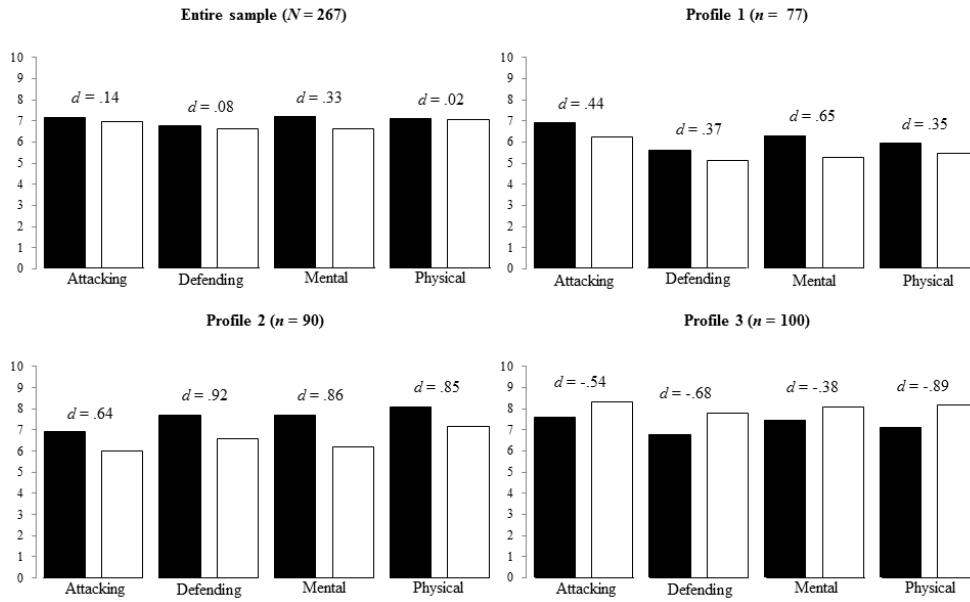 Entire sample (N = 267)
10
9
8
7
6
5
4
3
2
1
0
d = .14
d = .08
d = .33
d = .02
Attacking Defending Mental Physical
Profile 1 (n = 77)
10
9
8
7
6
5
4
3
2
1
0
d = .44
d = .37
d = .65
d = .35
Attacking Defending Mental Physical
Profile 2 (n = 90)
10
9
8
7
6
5
4
3
2
1
0
d = .64
d = .92
d = .86
d = .85
Attacking Defending Mental Physical
Profile 3 (n = 100)
10
9
8
7
6
5
4
3
2
1
0
d = -.54
d = -.68
d = -.38
d = -.89
Attacking Defending Mental Physical